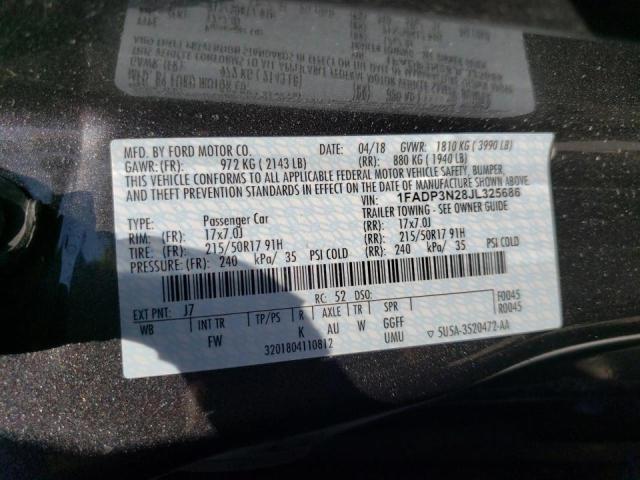 MFD. BY FORD MOTOR CO. DATE: 04/18 GVWR: 1810 KG ( 3990 LB)
GAWR: (FR): 972 KG ( 2143 LB) (RR): 880 KG ( 1940 LB)
THIS VEHICLE CONFORMS TO ALL APPLICABLE FEDERAL MOTOR VEHICLE SAFETY, BUMPER,
AND THEFT PREVENTION STANDARDS IN EFFECT ON THE DATE OF MANUFACTURE SHOWN ABOVE.
VIN: 1FADP3N28JL325686
TYPE: Passenger Car TRAILER TOWING - SEE OWNER GUIDE
RIM: (FR): 17x7.0J (RR): 17x7.0J
TIRE: (FR): 215/50R17 91H (RR): 215/50R17 91H
PRESSURE: (FR): 240 kPa/ 35 PSI COLD (RR): 240 kPa/ 35 PSI COLD
EXT PNT: J7 RC: 52 DSO: F0045
WB INT TR TP/PS R AXLE TR SPR R0045
FW K AU W GGFF
UMU 5U5A-3520472-AA
3201804110812